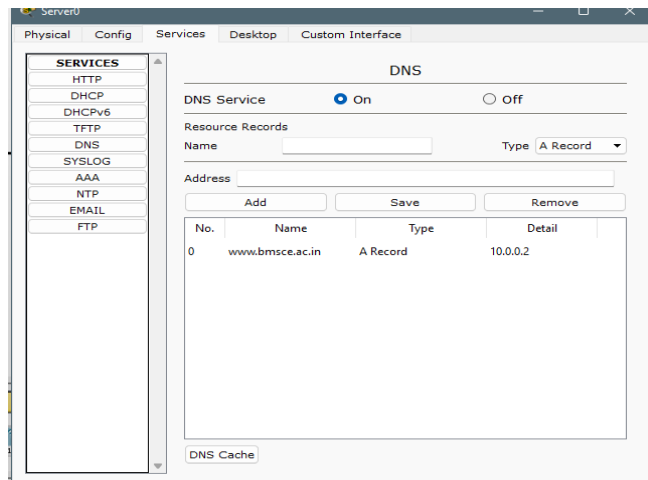 Server0
Physical Config Services Desktop Custom Interface
SERVICES
HTTP
DHCP
DHCPv6
TFTP
DNS
SYSLOG
AAA
NTP
EMAIL
FTP
DNS
DNS Service On Off
Resource Records
Name Type A Record
Address
Add Save Remove
No. Name Type Detail
0 www.bmsce.ac.in A Record 10.0.0.2
DNS Cache